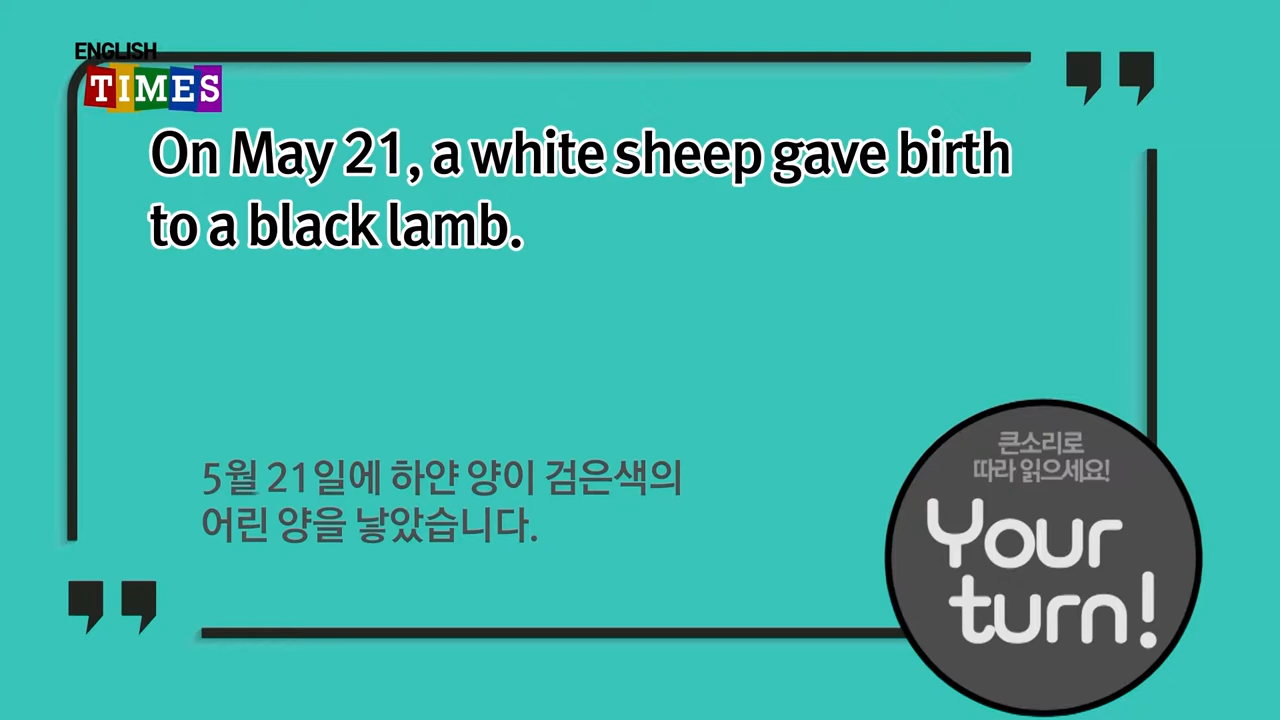 ENGLISH
TIMES
On May 21, a white sheep gave birth
to a black lamb.
5월 21일에 하얀 양이 검은색의
어린 양을 낳았습니다.
큰소리로
따라 읽으세요!
Your
turn!